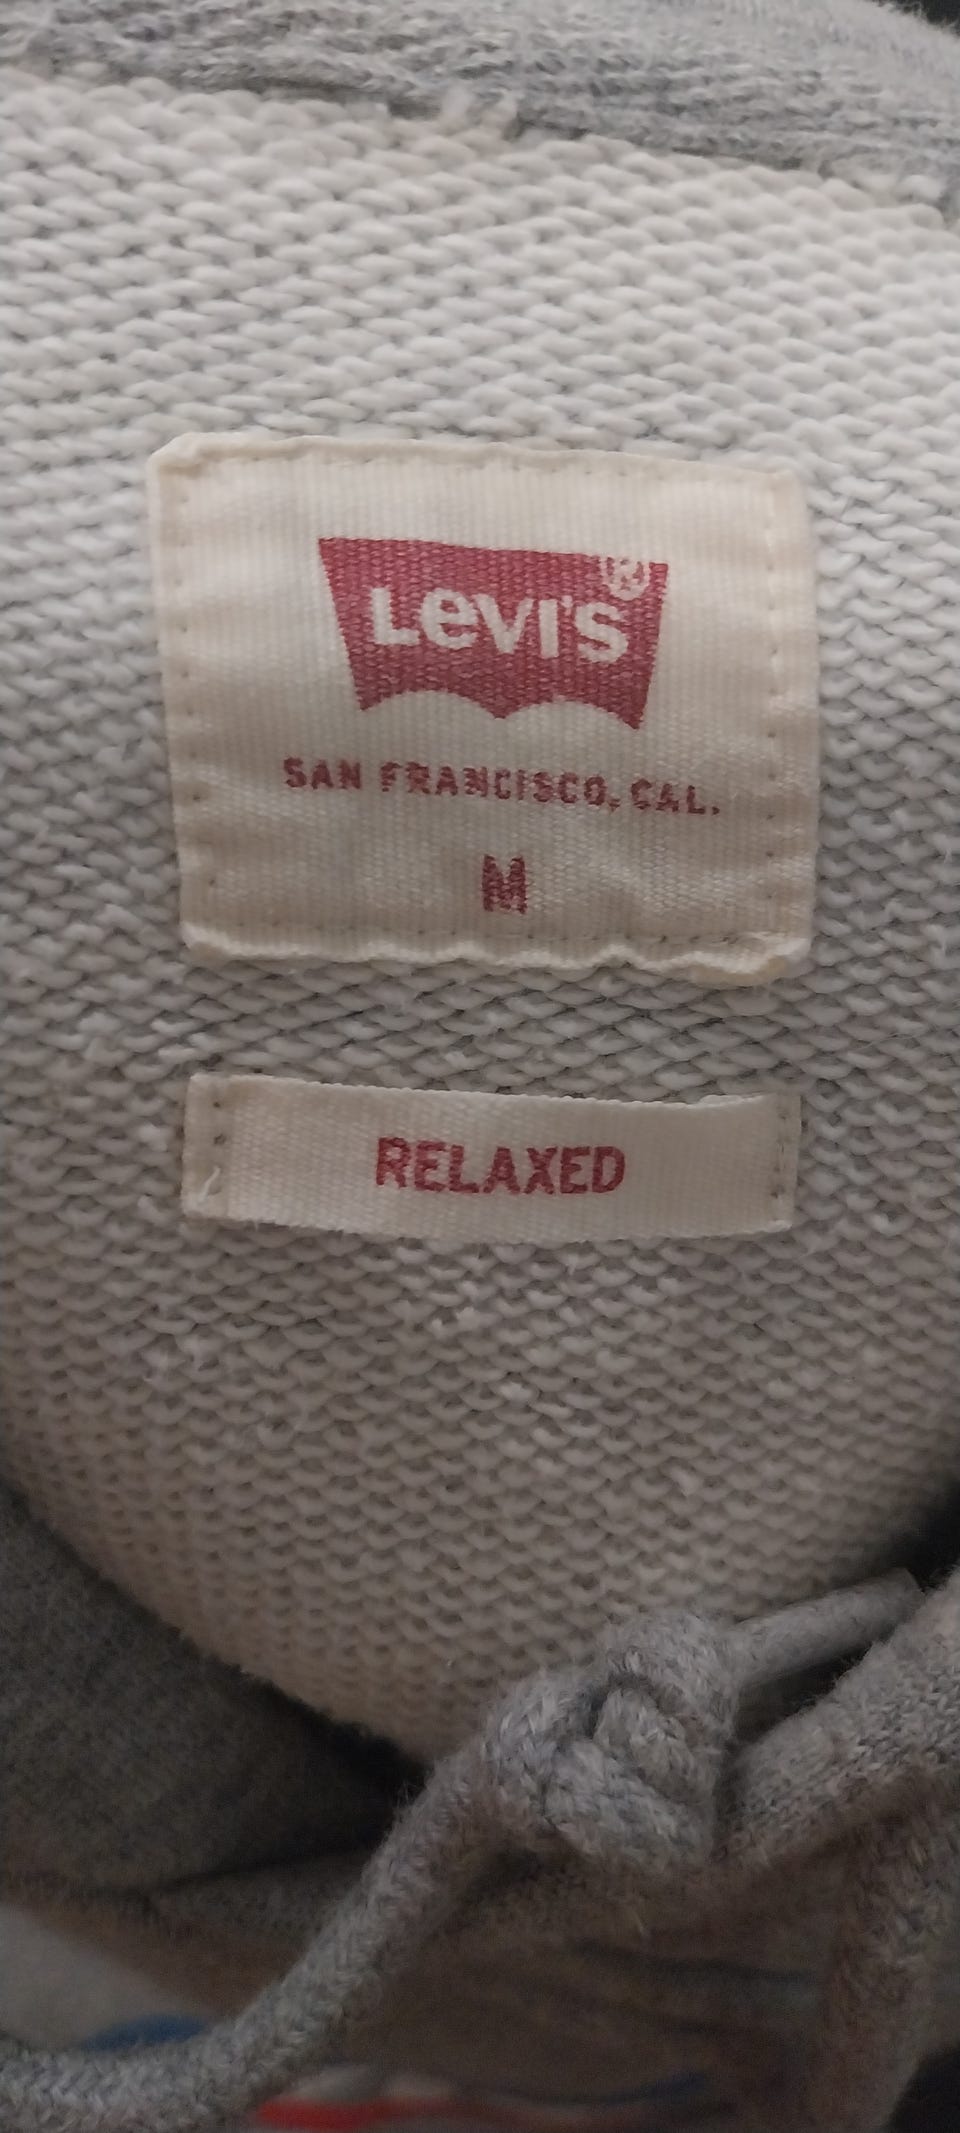 Levi's®
SAN FRANCISCO, CAL.
M
RELAXED